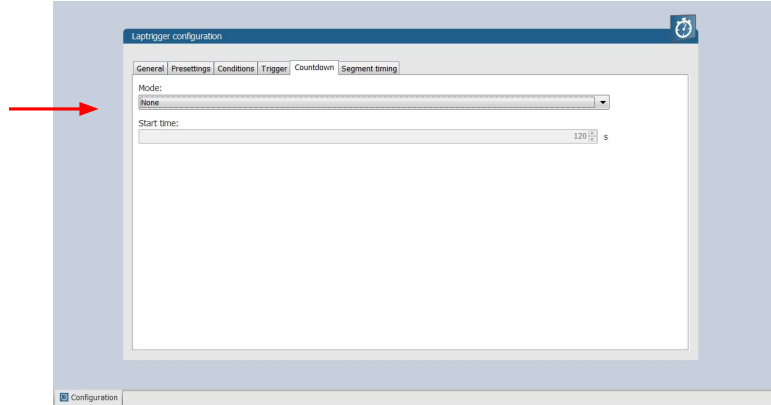 Laptrigger configuration
General Presettings Conditions Trigger Countdown Segment timing
Mode:
None
Start time:
120 s
Configuration